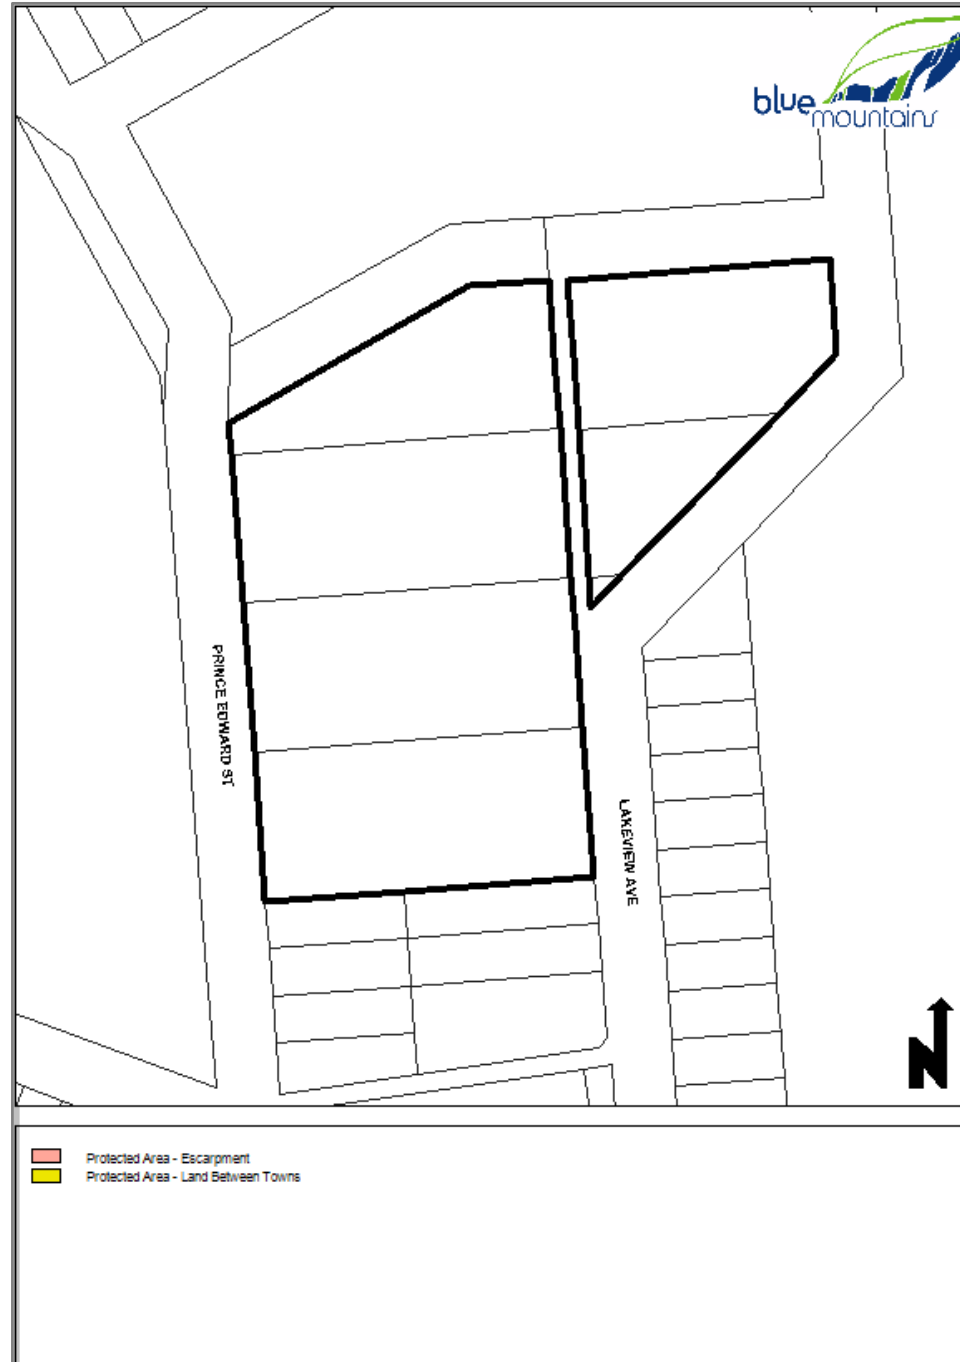 blue
mountains
PRINCE EDWARD ST
LAKEVIEW AVE
N
Protected Area - Escarpment
Protected Area - Land Between Towns